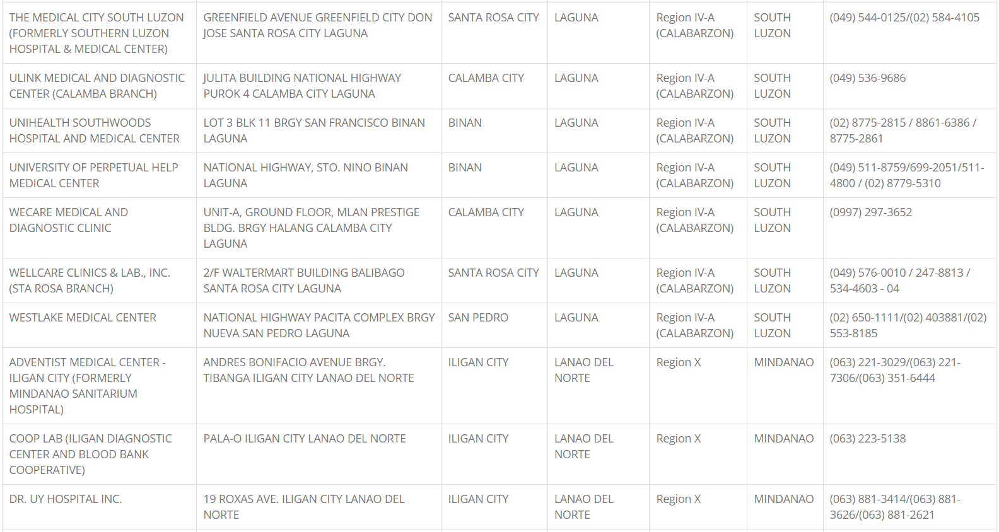 THE MEDICAL CITY SOUTH LUZON
(FORMERLY SOUTHERN LUZON
HOSPITAL & MEDICAL CENTER)
GREENFIELD AVENUE GREENFIELD CITY DON
JOSE SANTA ROSA CITY LAGUNA
SANTA ROSA CITY
LAGUNA
Region IV-A
(CALABARZON)
SOUTH
LUZON
(049) 544-0125/(02) 584-4105
ULINK MEDICAL AND DIAGNOSTIC
CENTER (CALAMBA BRANCH)
JULITA BUILDING NATIONAL HIGHWAY
PUROK 4 CALAMBA CITY LAGUNA
CALAMBA CITY
LAGUNA
Region IV-A
(CALABARZON)
SOUTH
LUZON
(049) 536-9686
UNIHEALTH SOUTHWOODS
HOSPITAL AND MEDICAL CENTER
LOT 3 BLK 11 BRGY SAN FRANCISCO BINAN
LAGUNA
BINAN
LAGUNA
Region IV-A
(CALABARZON)
SOUTH
LUZON
(02) 8775-2815 / 8861-6386 /
8775-2861
UNIVERSITY OF PERPETUAL HELP
MEDICAL CENTER
NATIONAL HIGHWAY, STO. NINO BINAN
LAGUNA
BINAN
LAGUNA
Region IV-A
(CALABARZON)
SOUTH
LUZON
(049) 511-8759/699-2051/511-
4800 / (02) 8779-5310
WECARE MEDICAL AND
DIAGNOSTIC CLINIC
UNIT-A, GROUND FLOOR, MLAN PRESTIGE
BLDG. BRGY HALANG CALAMBA CITY
LAGUNA
CALAMBA CITY
LAGUNA
Region IV-A
(CALABARZON)
SOUTH
LUZON
(0997) 297-3652
WELLCARE CLINICS & LAB., INC.
(STA ROSA BRANCH)
2/F WALTERMART BUILDING BALIBAGO
SANTA ROSA CITY LAGUNA
SANTA ROSA CITY
LAGUNA
Region IV-A
(CALABARZON)
SOUTH
LUZON
(049) 576-0010 / 247-8813 /
534-4603 - 04
WESTLAKE MEDICAL CENTER
NATIONAL HIGHWAY PACITA COMPLEX BRGY
NUEVA SAN PEDRO LAGUNA
SAN PEDRO
LAGUNA
Region IV-A
(CALABARZON)
SOUTH
LUZON
(02) 650-1111/(02) 403881/(02)
553-8185
ADVENTIST MEDICAL CENTER -
ILIGAN CITY (FORMERLY
MINDANAO SANITARIUM
HOSPITAL)
ANDRES BONIFACIO AVENUE BRGY.
TIBANGA ILIGAN CITY LANAO DEL NORTE
ILIGAN CITY
LANAO DEL
NORTE
Region X
MINDANAO
(063) 221-3029/(063) 221-
7306/(063) 351-6444
COOP LAB (ILIGAN DIAGNOSTIC
CENTER AND BLOOD BANK
COOPERATIVE)
PALA-O ILIGAN CITY LANAO DEL NORTE
ILIGAN CITY
LANAO DEL
NORTE
Region X
MINDANAO
(063) 223-5138
DR. UY HOSPITAL INC.
19 ROXAS AVE. ILIGAN CITY LANAO DEL
NORTE
ILIGAN CITY
LANAO DEL
NORTE
Region X
MINDANAO
(063) 881-3414/(063) 881-
3626/(063) 881-2621